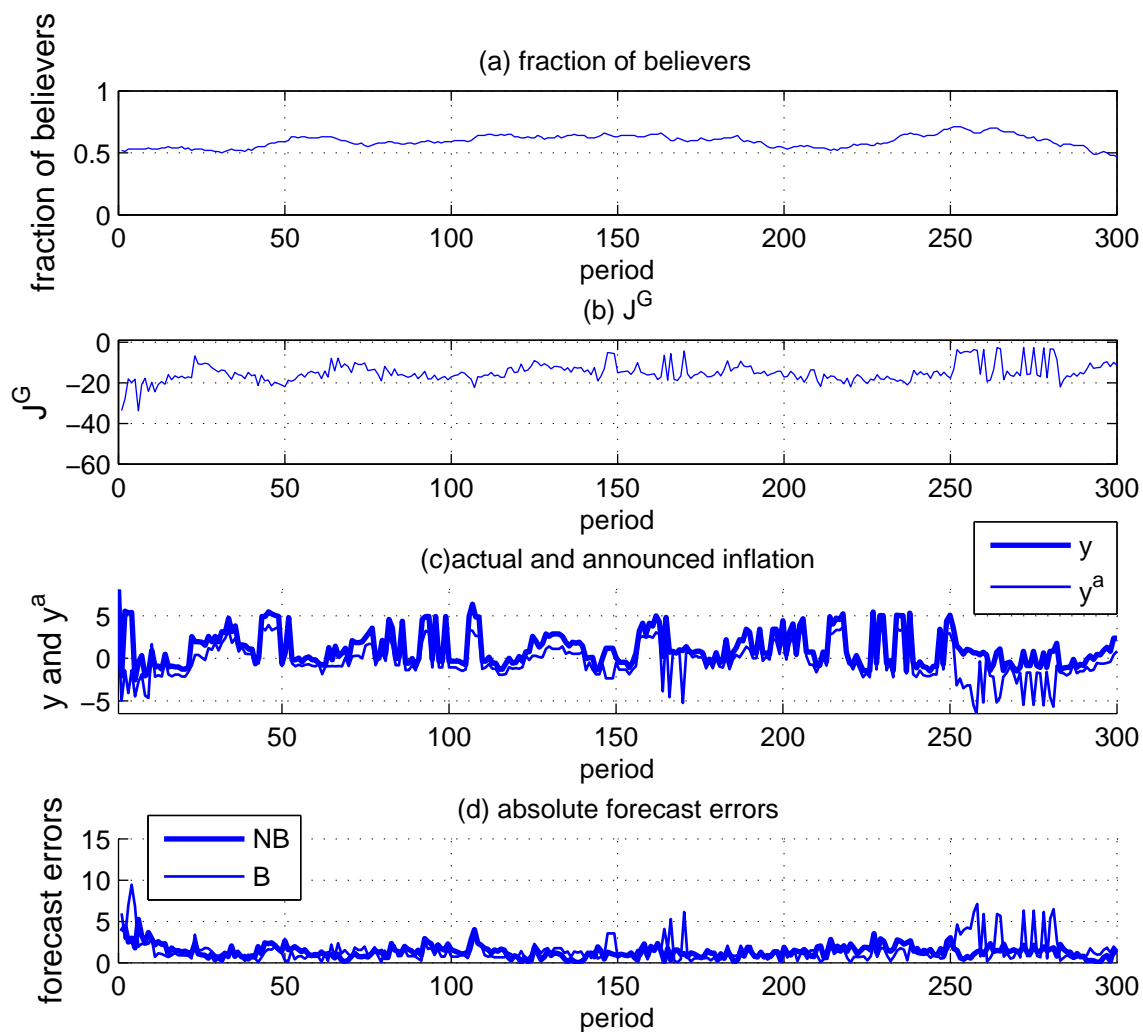 (a) fraction of believers
fraction of believers
1
0.5
0
0 50 100 150 200 250 300
period
(b) J^G
J^G
0
−20
−40
−60
0 50 100 150 200 250 300
period
y
y^a
(c)actual and announced inflation
y and y^a
5
0
−5
50 100 150 200 250 300
period
(d) absolute forecast errors
forecast errors
NB
B
15
10
5
0
0 50 100 150 200 250 300
period